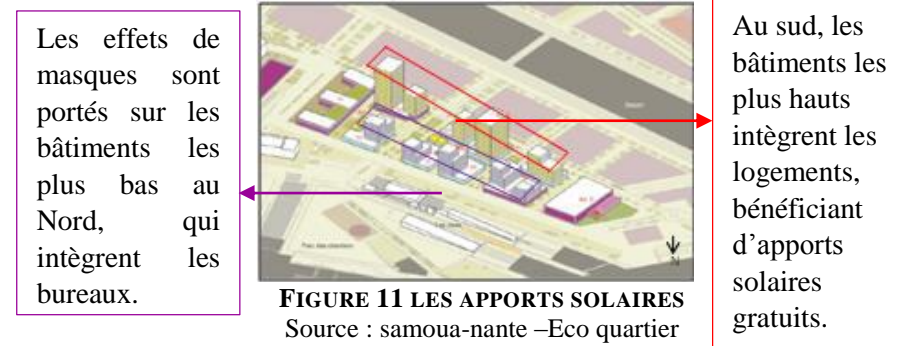 Les effets de
masques sont
portés sur les
bâtiments les
plus bas au
Nord, qui
intègrent les
bureaux.
Au sud, les
bâtiments les
plus hauts
intègrent les
logements,
bénéficiant
d’apports
solaires
gratuits.
FIGURE 11 LES APPORTS SOLAIRES
Source : samoua-nante –Eco quartier